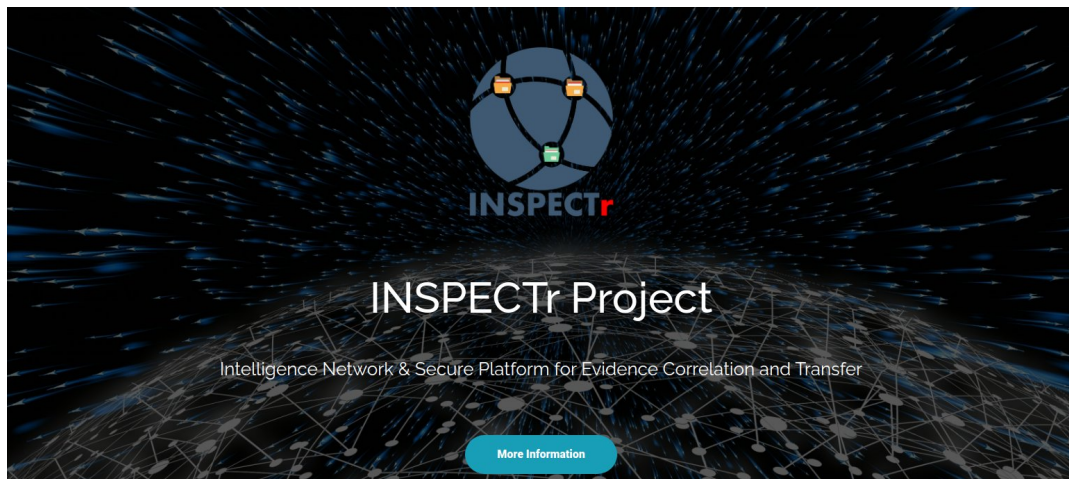 INSPECTr
INSPECTr Project
Intelligence Network & Secure Platform for Evidence Correlation and Transfer
More Information